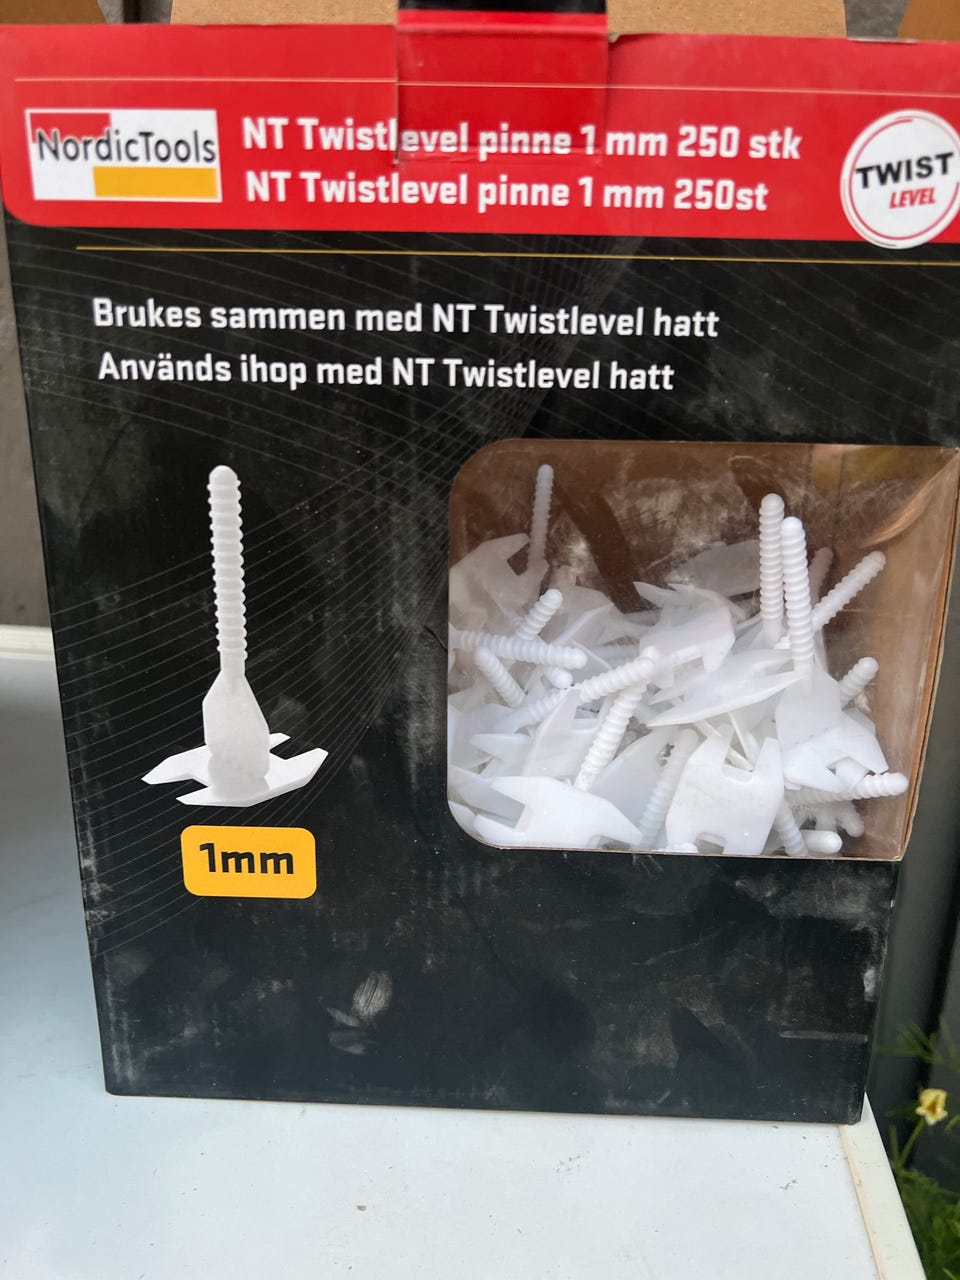 NordicTools
NT Twistlevel pinne 1 mm 250 stk
NT Twistlevel pinne 1 mm 250st
TWIST
LEVEL
Brukes sammen med NT Twistlevel hatt
Används ihop med NT Twistlevel hatt
1mm